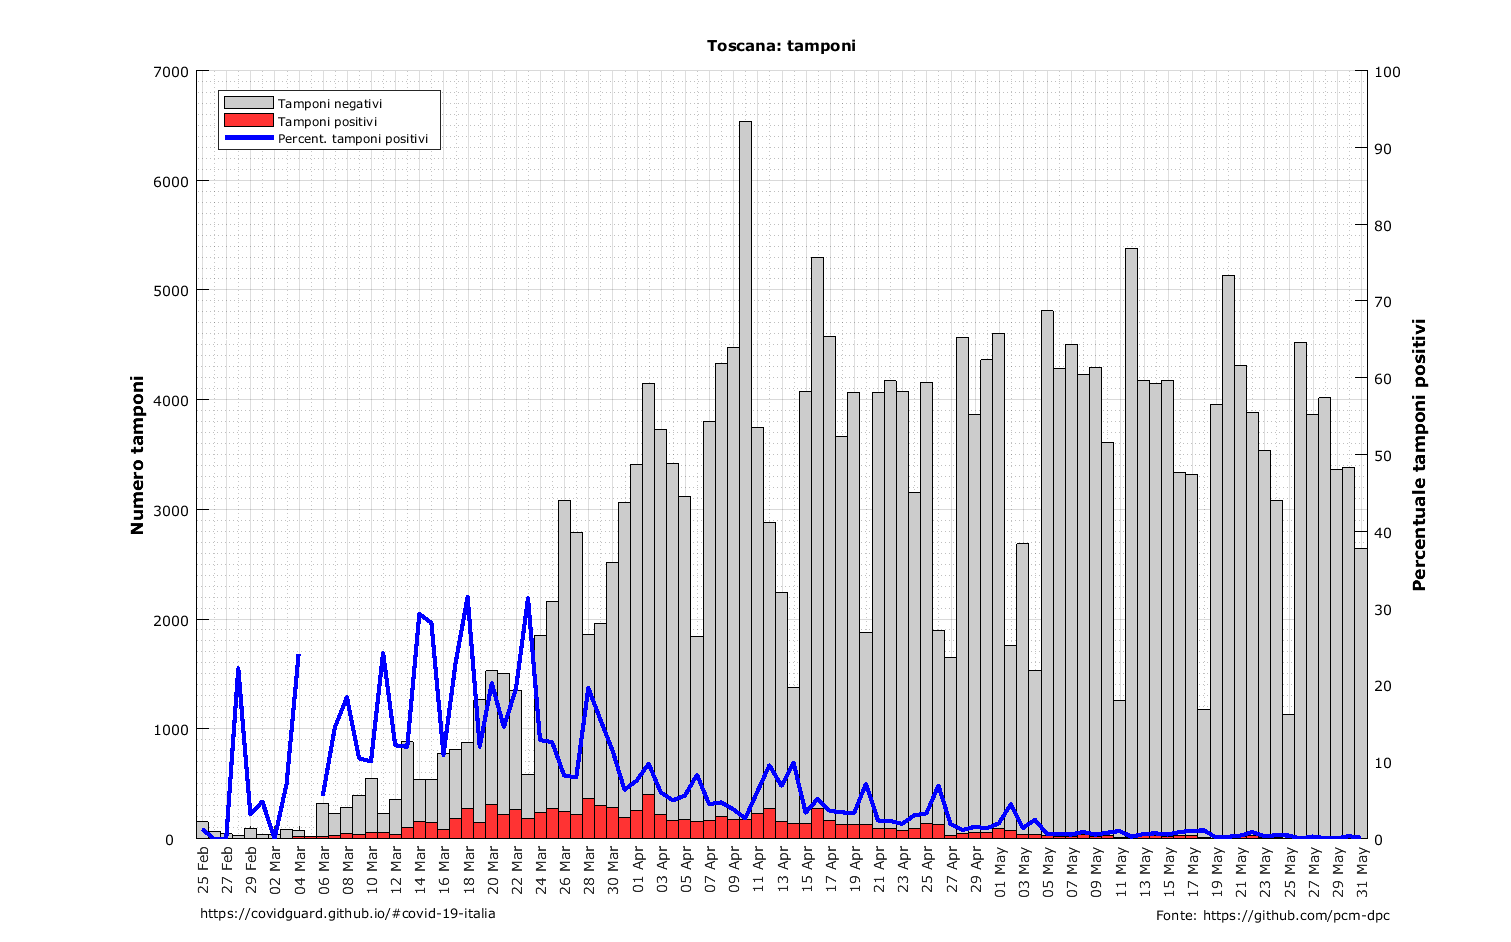 Toscana: tamponi
Tamponi negativi
Tamponi positivi
Percent. tamponi positivi
Numero tamponi
7000
6000
5000
4000
3000
2000
1000
0
100
90
80
70
60
50
40
30
20
10
0
Percentuale tamponi positivi
25 Feb
27 Feb
29 Feb
02 Mar
04 Mar
06 Mar
08 Mar
10 Mar
12 Mar
14 Mar
16 Mar
18 Mar
20 Mar
22 Mar
24 Mar
26 Mar
28 Mar
30 Mar
01 Apr
03 Apr
05 Apr
07 Apr
09 Apr
11 Apr
13 Apr
15 Apr
17 Apr
19 Apr
21 Apr
23 Apr
25 Apr
27 Apr
29 Apr
01 May
03 May
05 May
07 May
09 May
11 May
13 May
15 May
17 May
19 May
21 May
23 May
25 May
27 May
29 May
31 May
https://covidguard.github.io/#covid-19-italia
Fonte: https://github.com/pcm-dpc